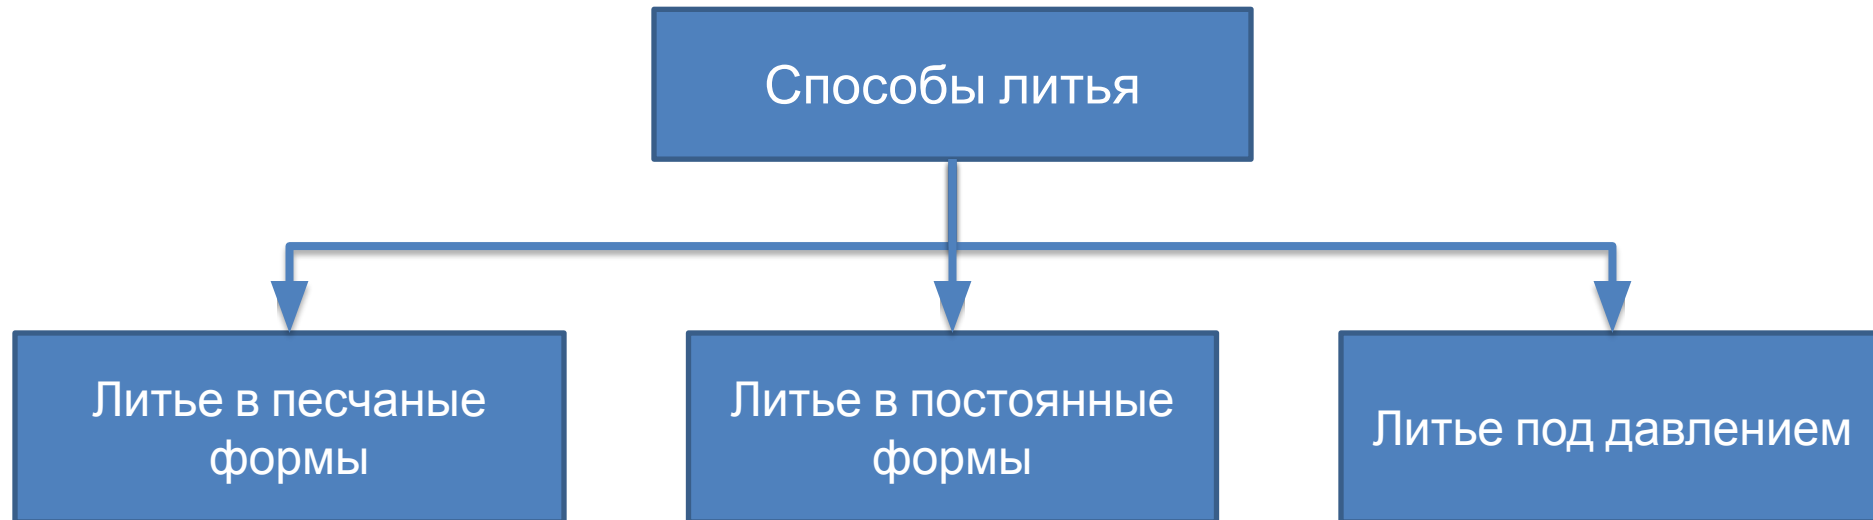 Способы литья
Литье в песчаные
формы
Литье в постоянные
формы
Литье под давлением